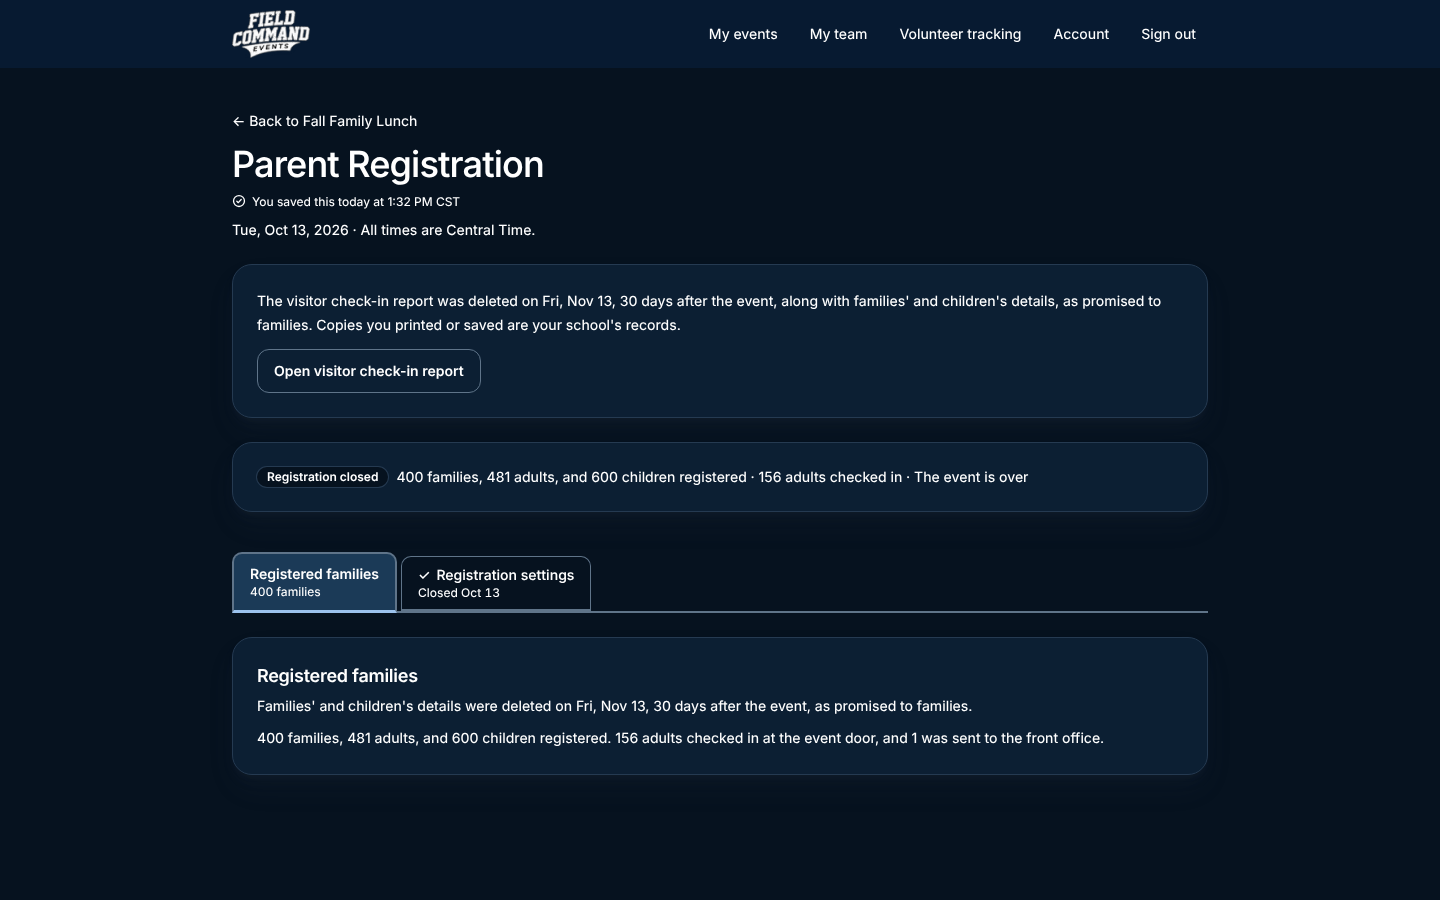 FIELD
COMMAND
EVENTS
My events
My team
Volunteer tracking
Account
Sign out
← Back to Fall Family Lunch
Parent Registration
You saved this today at 1:32 PM CST
Tue, Oct 13, 2026 · All times are Central Time.
The visitor check-in report was deleted on Fri, Nov 13, 30 days after the event, along with families' and children's details, as promised to
families. Copies you printed or saved are your school's records.
Open visitor check-in report
Registration closed 400 families, 481 adults, and 600 children registered · 156 adults checked in · The event is over
Registered families
400 families
✓ Registration settings
Closed Oct 13
Registered families
Families' and children's details were deleted on Fri, Nov 13, 30 days after the event, as promised to families.
400 families, 481 adults, and 600 children registered. 156 adults checked in at the event door, and 1 was sent to the front office.